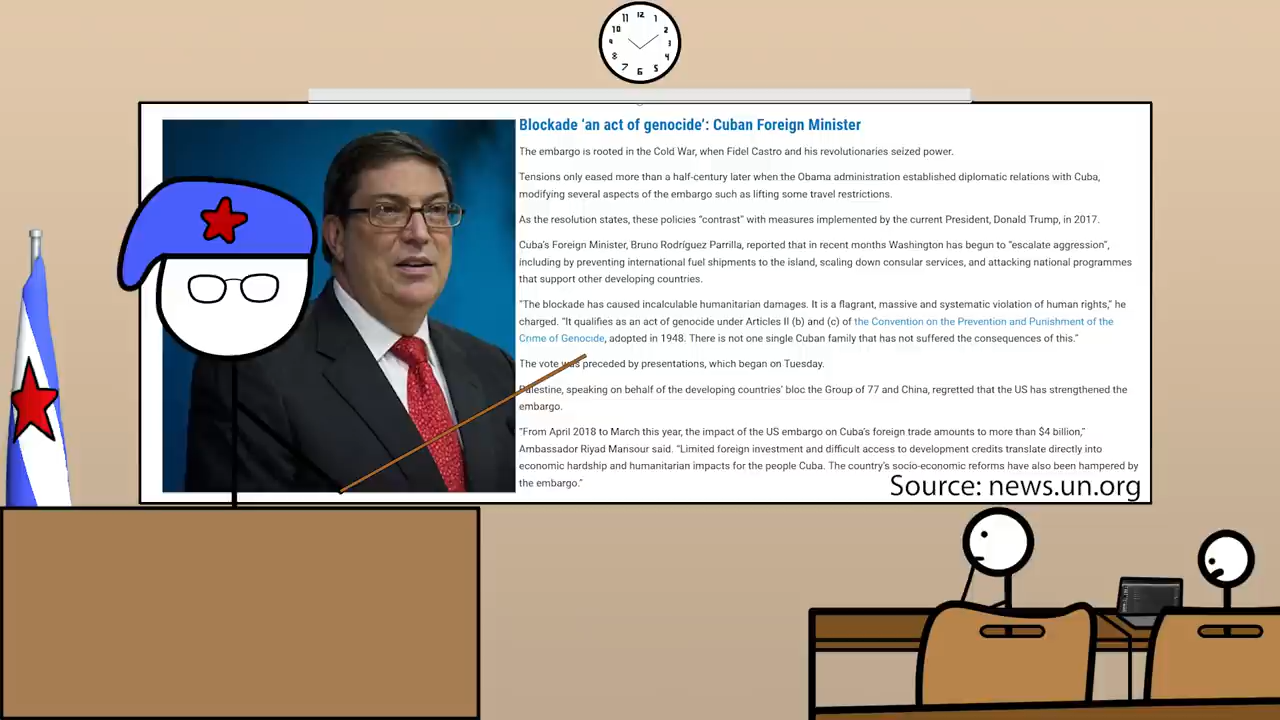 11 12 1
10 2
9 3
8 4
7 6 5
Blockade ‘an act of genocide’: Cuban Foreign Minister
The embargo is rooted in the Cold War, when Fidel Castro and his revolutionaries seized power.
Tensions only eased more than a half-century later when the Obama administration established diplomatic relations with Cuba,
modifying several aspects of the embargo such as lifting some travel restrictions.
As the resolution states, these policies “contrast” with measures implemented by the current President, Donald Trump, in 2017.
Cuba’s Foreign Minister, Bruno Rodríguez Parrilla, reported that in recent months Washington has begun to “escalate aggression”,
including by preventing international fuel shipments to the island, scaling down consular services, and attacking national programmes
that support other developing countries.
“The blockade has caused incalculable humanitarian damages. It is a flagrant, massive and systematic violation of human rights,” he
charged. “It qualifies as an act of genocide under Articles II (b) and (c) of the Convention on the Prevention and Punishment of the
Crime of Genocide, adopted in 1948. There is not one single Cuban family that has not suffered the consequences of this.”
The vote was preceded by presentations, which began on Tuesday.
Palestine, speaking on behalf of the developing countries’ bloc the Group of 77 and China, regretted that the US has strengthened the
embargo.
“From April 2018 to March this year, the impact of the US embargo on Cuba’s foreign trade amounts to more than $4 billion,”
Ambassador Riyad Mansour said. “Limited foreign investment and difficult access to development credits translate directly into
economic hardship and humanitarian impacts for the people Cuba. The country’s socio-economic reforms have also been hampered by
the embargo.”
Source: news.un.org